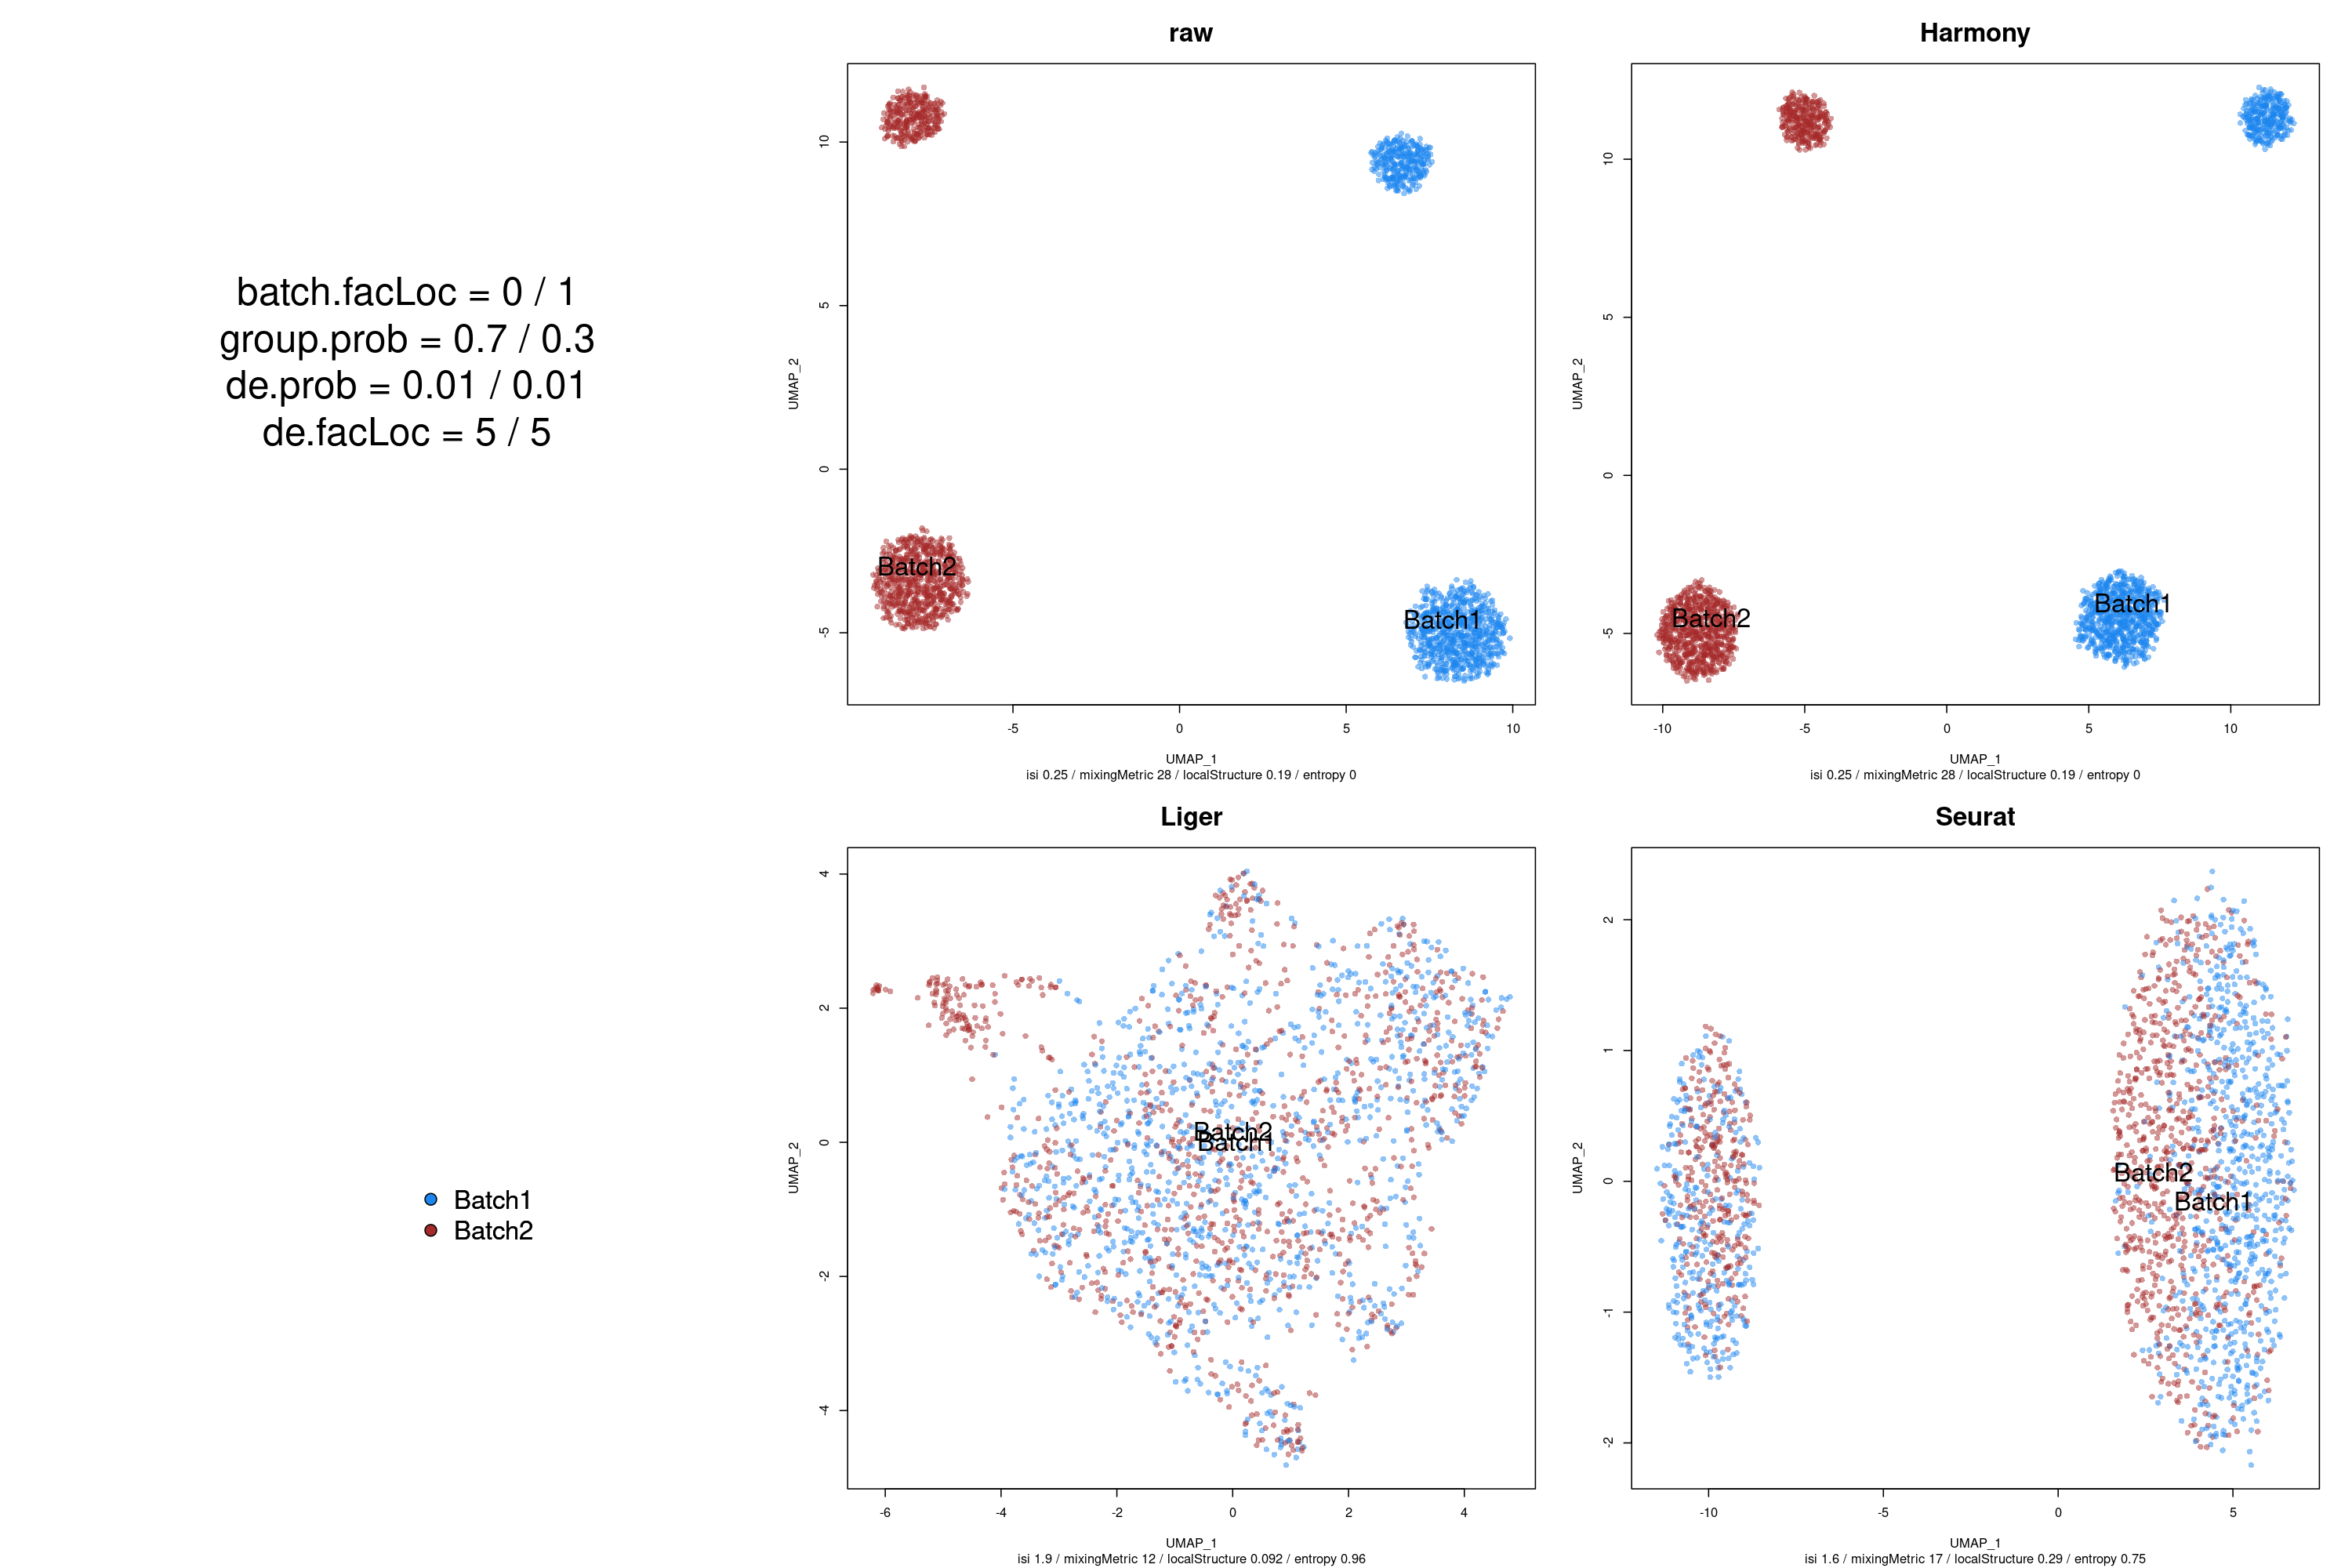 batch.facLoc = 0 / 1
group.prob = 0.7 / 0.3
de.prob = 0.01 / 0.01
de.facLoc = 5 / 5
raw
10
5
0
-5
UMAP_2
Batch2
Batch1
-5
0
5
10
UMAP_1
isi 0.25 / mixingMetric 28 / localStructure 0.19 / entropy 0
Harmony
10
5
0
-5
UMAP_2
Batch2
Batch1
-10
-5
0
5
10
UMAP_1
isi 0.25 / mixingMetric 28 / localStructure 0.19 / entropy 0
Batch1
Batch2
Liger
4
2
0
-2
-4
UMAP_2
Batch2
Batch1
-6
-4
-2
0
2
4
UMAP_1
isi 1.9 / mixingMetric 12 / localStructure 0.092 / entropy 0.96
Seurat
2
1
0
-1
-2
UMAP_2
Batch2
Batch1
-10
-5
0
5
UMAP_1
isi 1.6 / mixingMetric 17 / localStructure 0.29 / entropy 0.75